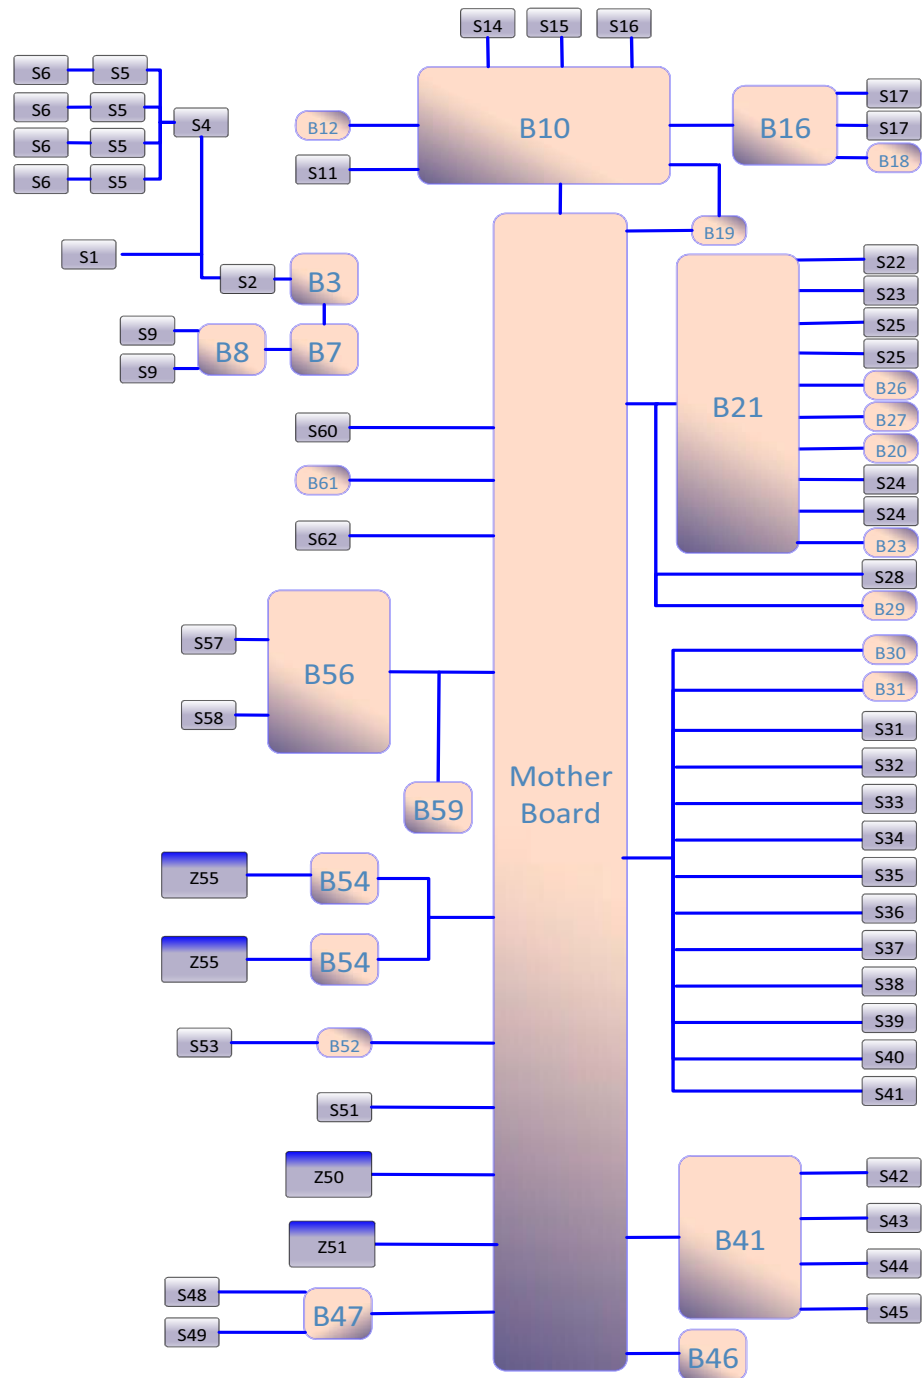 S14
S15
S16
S6
S5
S6
S5
S6
S5
S6
S5
S4
B12
B10
S11
B16
S17
S17
B18
B19
S1
S2
B3
S9
S9
B8
B7
S60
B61
S62
B21
S22
S23
S25
S25
B26
B27
B20
S24
S24
B23
S28
B29
S57
S58
B56
B59
Mother
Board
B30
B31
S31
S32
S33
S34
S35
S36
S37
S38
S39
S40
S41
Z55
B54
Z55
B54
S53
B52
S51
Z50
Z51
S48
S49
B47
B41
S42
S43
S44
S45
B46